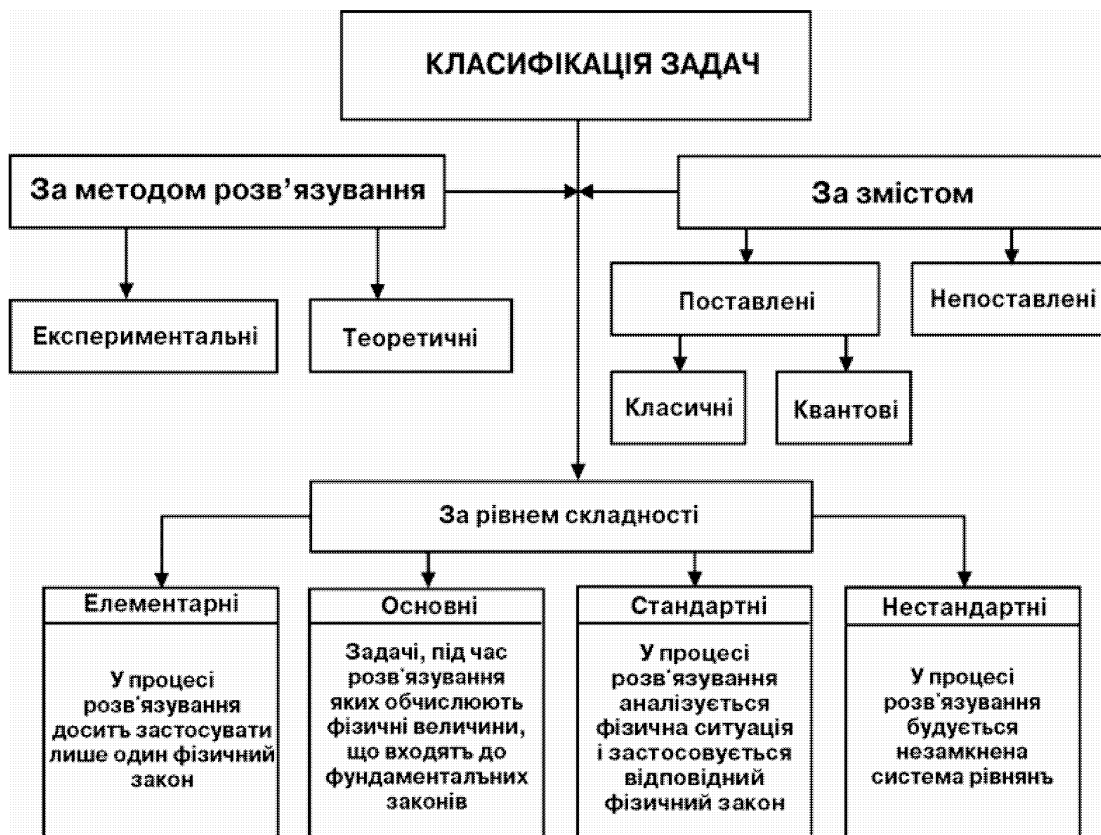 КЛАСИФІКАЦІЯ ЗАДАЧ
За методом розв’язування
За змістом
Експериментальні
Теоретичні
Поставлені
Непоставлені
Класичні
Квантові
За рівнем складності
Елементарні
У процесі
розв'язування
досить застосувати
лише один фізичний
закон
Основні
Задачі, під час
розв'язування
яких обчислюють
фізичні величини,
що входять до
фундаментальних
законів
Стандартні
У процесі
розв'язування
аналізується
фізична ситуація
і застосовується
відповідний
фізичний закон
Нестандартні
У процесі
розв'язування
будується
незамкнена
система рівнянь